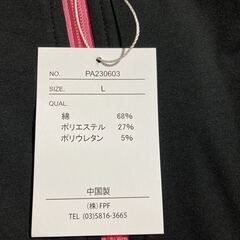 NO. PA230603
SIZE. L
QUAL.
綿 68%
ポリエステル 27%
ポリウレタン 5%
中国製
(株) FPF
TEL (03)5816-3665